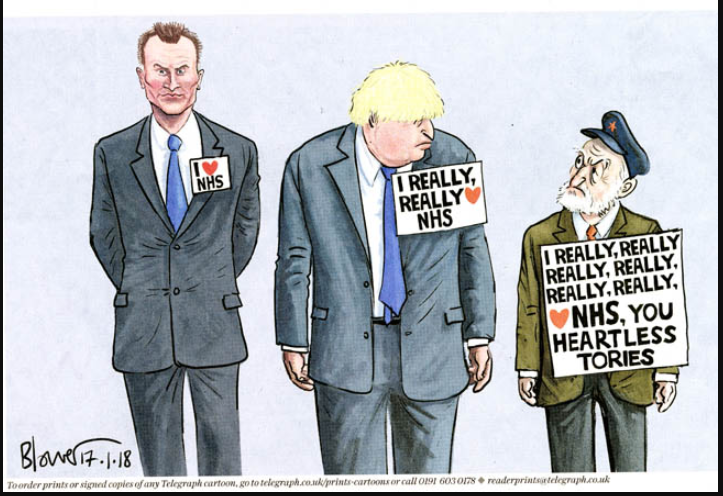 I ❤
NHS
I REALLY,
REALLY ❤
NHS
I REALLY, REALLY
REALLY, REALLY,
REALLY, REALLY,
❤ NHS, YOU
HEARTLESS
TORIES
Blower 17.1.18
To order prints or signed copies of any Telegraph cartoon, go to telegraph.co.uk/prints-cartoons or call 0191 603 0178 ◆ readerprints@telegraph.co.uk